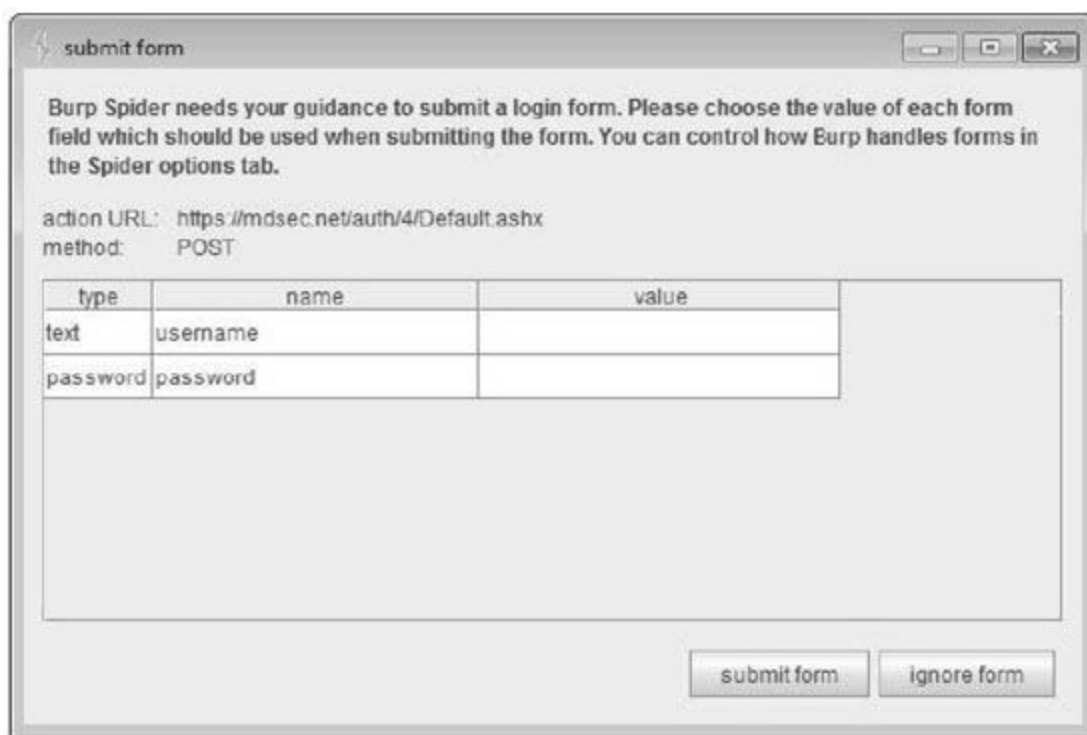 submit form
Burp Spider needs your guidance to submit a login form. Please choose the value of each form
field which should be used when submitting the form. You can control how Burp handles forms in
the Spider options tab.
action URL: https://mdsec.net/auth/4/Default.ashx
method: POST
type name value
text username
password password
submit form ignore form